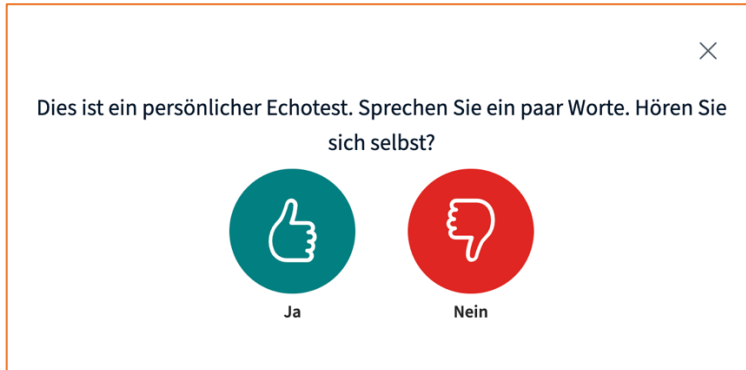 Dies ist ein persönlicher Echotest. Sprechen Sie ein paar Worte. Hören Sie
sich selbst?
Ja
Nein